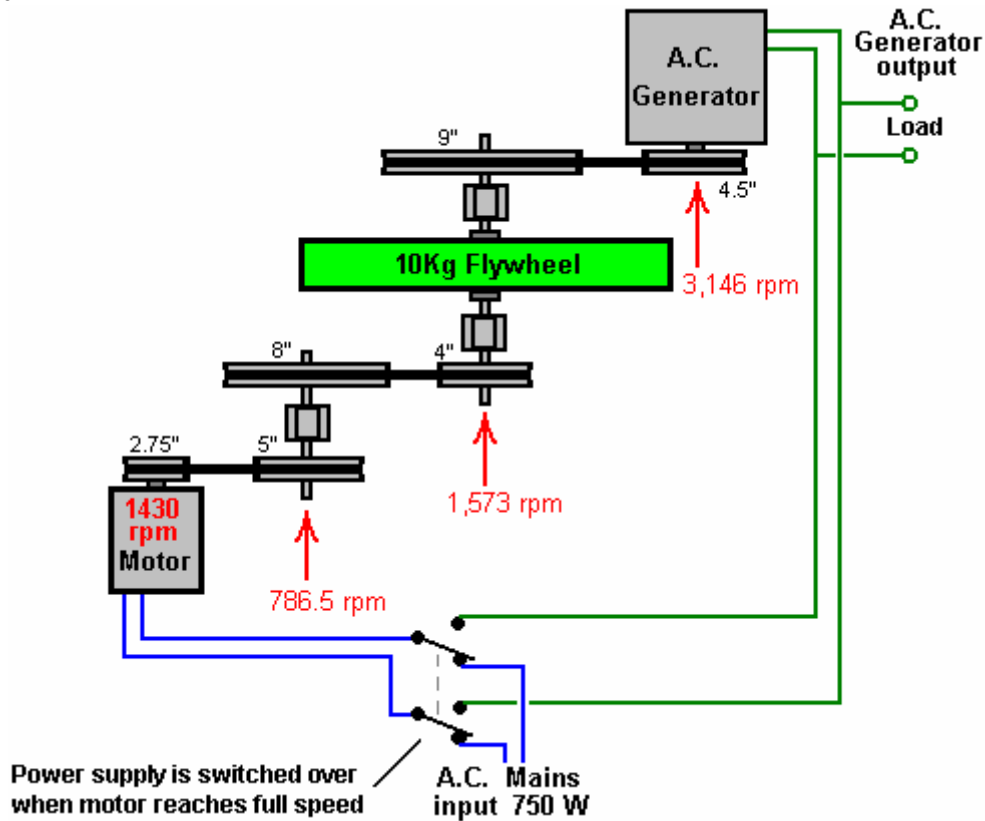 A.C.
Generator
output
A.C.
Generator
Load
9"
4.5"
10Kg Flywheel
3,146 rpm
8"
4"
2.75"
5"
1,573 rpm
1430
rpm
Motor
786.5 rpm
Power supply is switched over
when motor reaches full speed
A.C. Mains
input 750 W